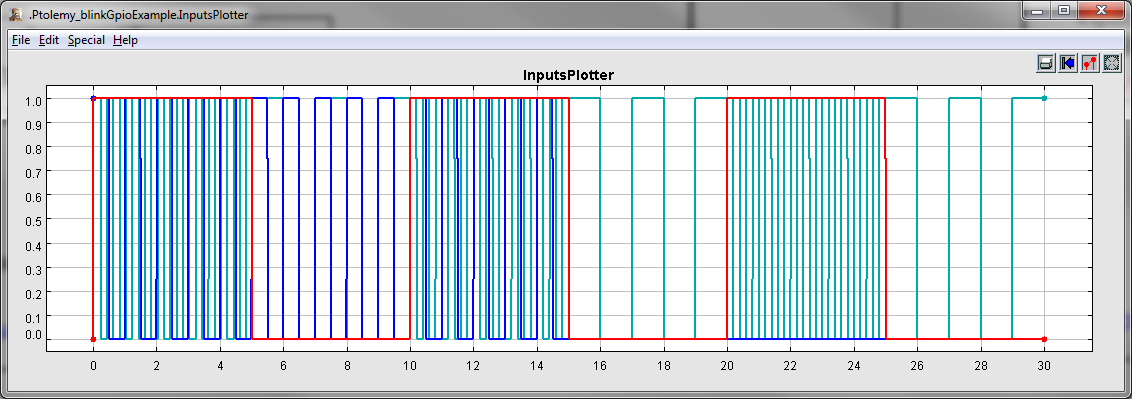 .Ptolemy_blinkGpioExample.InputsPlotter
File Edit Special Help
InputsPlotter
1.0
0.9
0.8
0.7
0.6
0.5
0.4
0.3
0.2
0.1
0.0
0 2 4 6 8 10 12 14 16 18 20 22 24 26 28 30